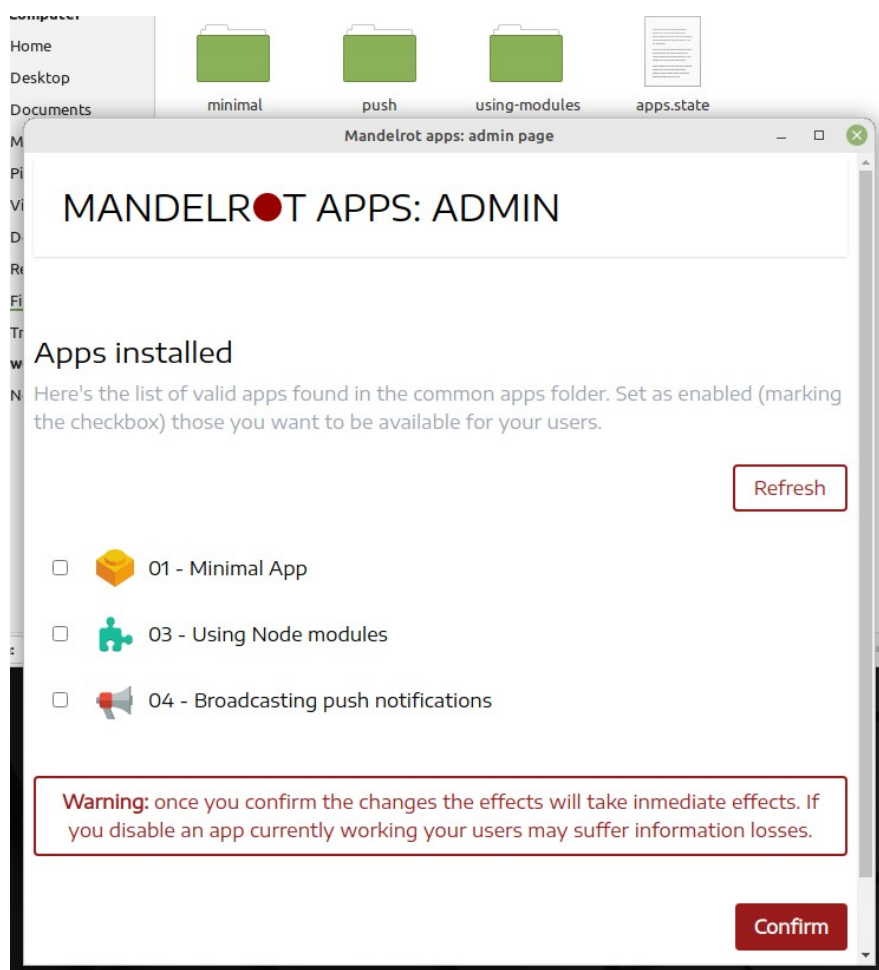 Computer
Home
Desktop
Documents
minimal
push
using-modules
apps.state
Mandelrot apps: admin page
MANDELROT APPS: ADMIN
Apps installed
Here's the list of valid apps found in the common apps folder. Set as enabled (marking
the checkbox) those you want to be available for your users.
Refresh
01 - Minimal App
03 - Using Node modules
04 - Broadcasting push notifications
Warning: once you confirm the changes the effects will take inmediate effects. If
you disable an app currently working your users may suffer information losses.
Confirm